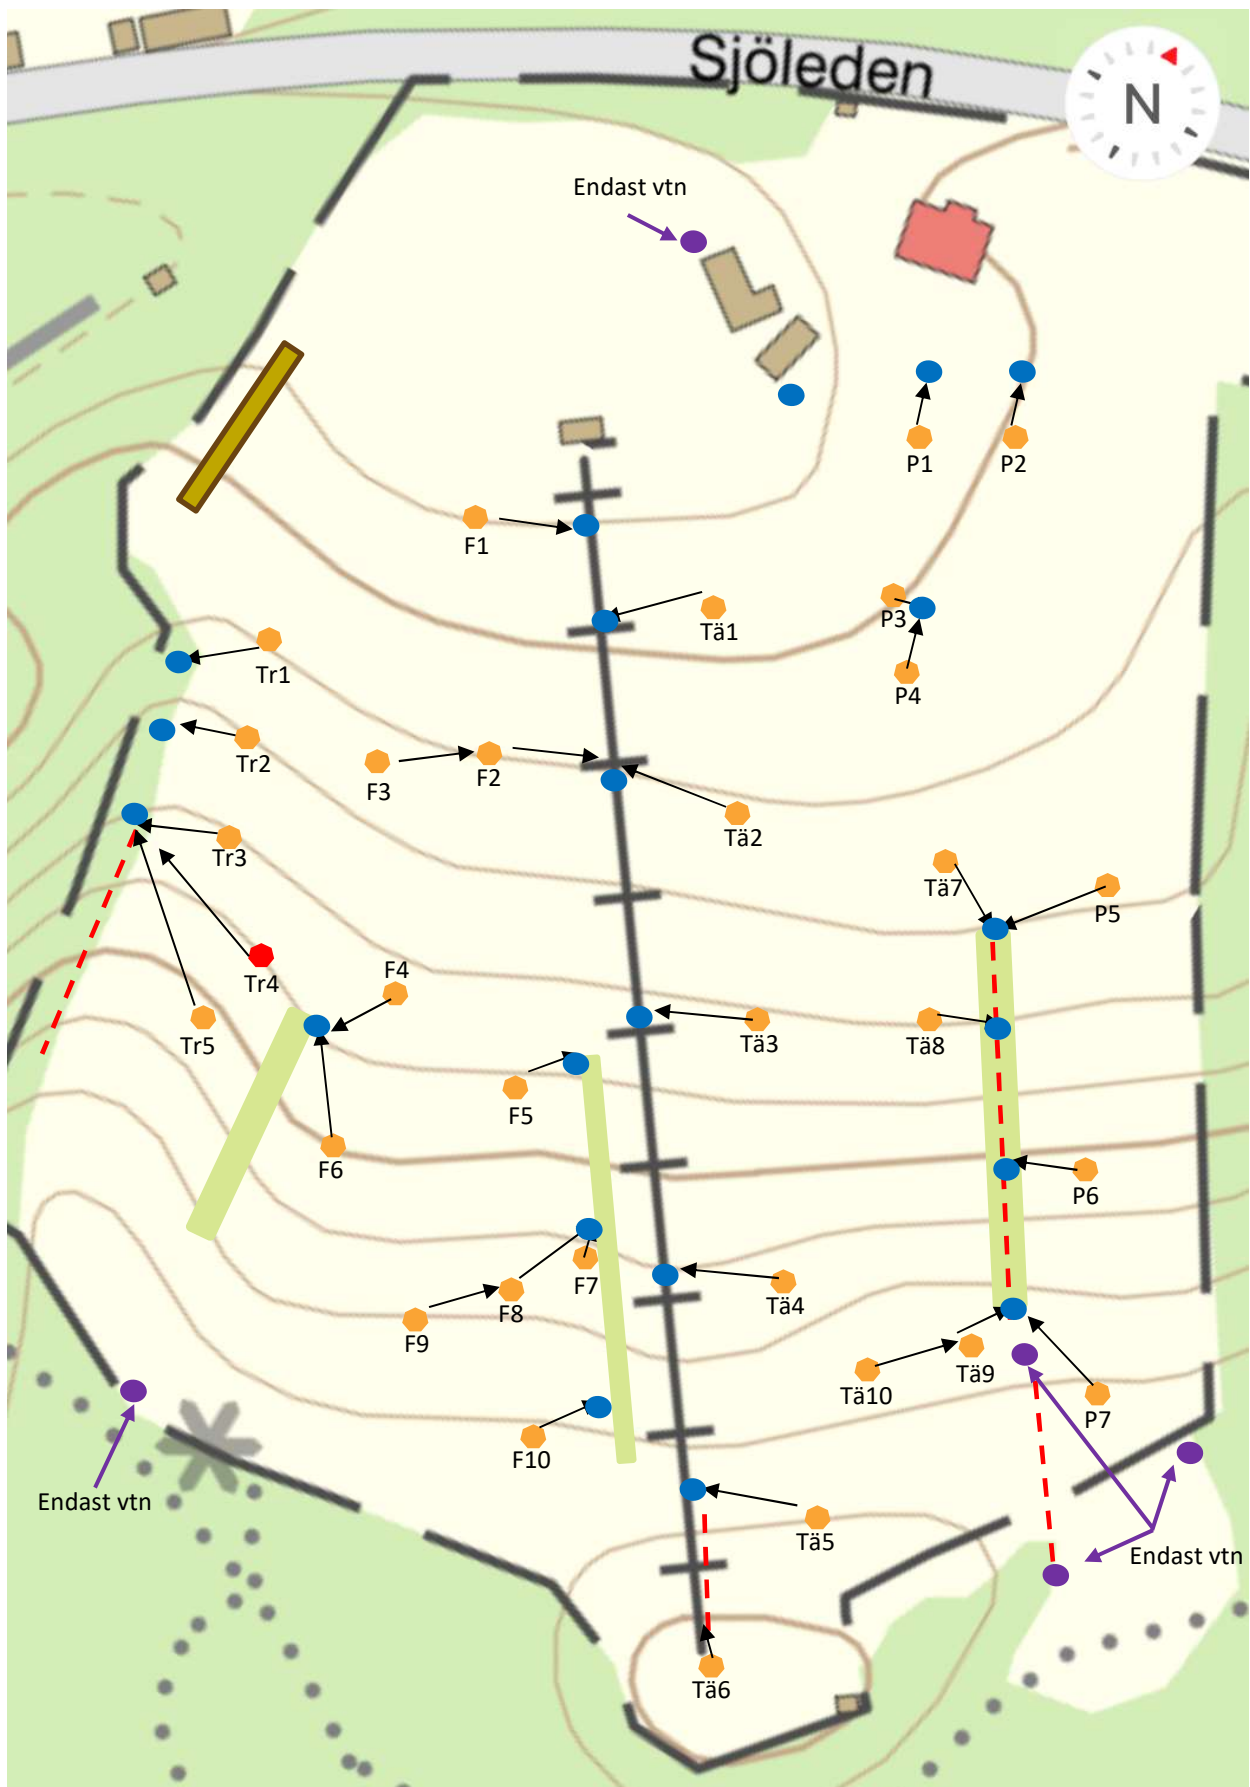 Sjöleden
N
Endast vtn
P1
P2
F1
Tä1
P3
Tr1
P4
Tr2
F3
F2
Tä2
Tr3
Tä7
P5
Tr4
F4
Tr5
Tä3
Tä8
F5
F6
P6
F7
F8
F9
Tä4
Tä9
Tä10
P7
F10
Endast vtn
Tä5
Endast vtn
Tä6